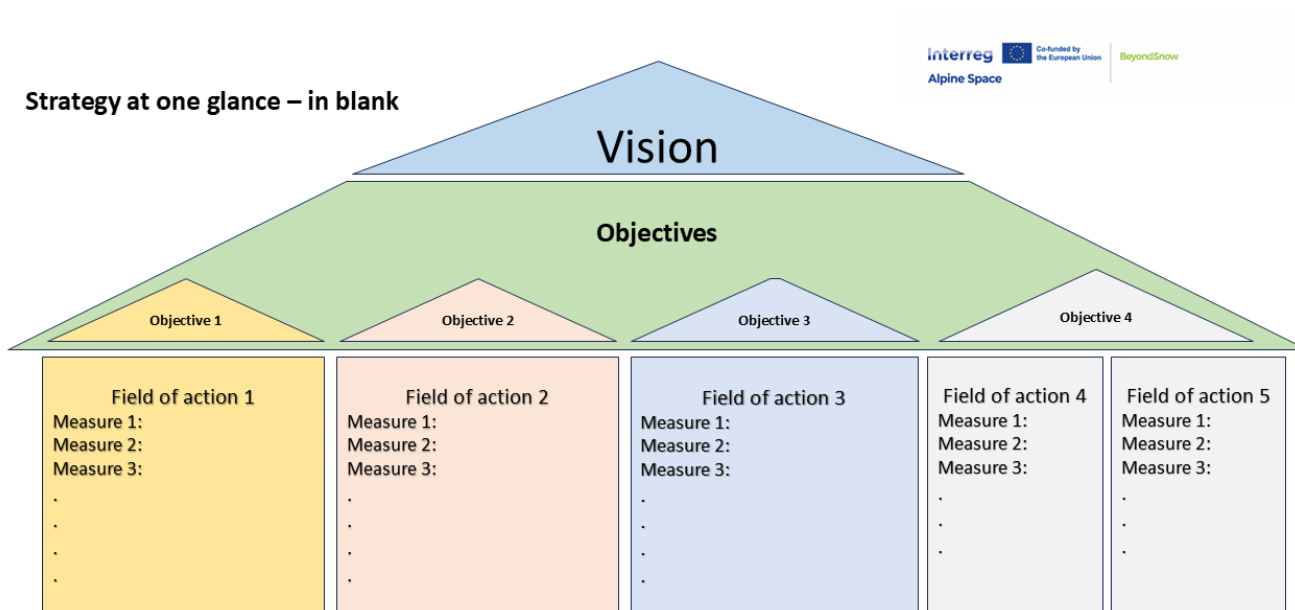 Interreg
Co-funded by
the European Union
BeyondSnow
Alpine Space
Strategy at one glance – in blank
Vision
Objectives
Objective 1
Objective 2
Objective 3
Objective 4
Field of action 1
Measure 1:
Measure 2:
Measure 3:
.
.
.
.
Field of action 2
Measure 1:
Measure 2:
Measure 3:
.
.
.
.
Field of action 3
Measure 1:
Measure 2:
Measure 3:
.
.
.
.
Field of action 4
Measure 1:
Measure 2:
Measure 3:
.
.
.
Field of action 5
Measure 1:
Measure 2:
Measure 3:
.
.
.